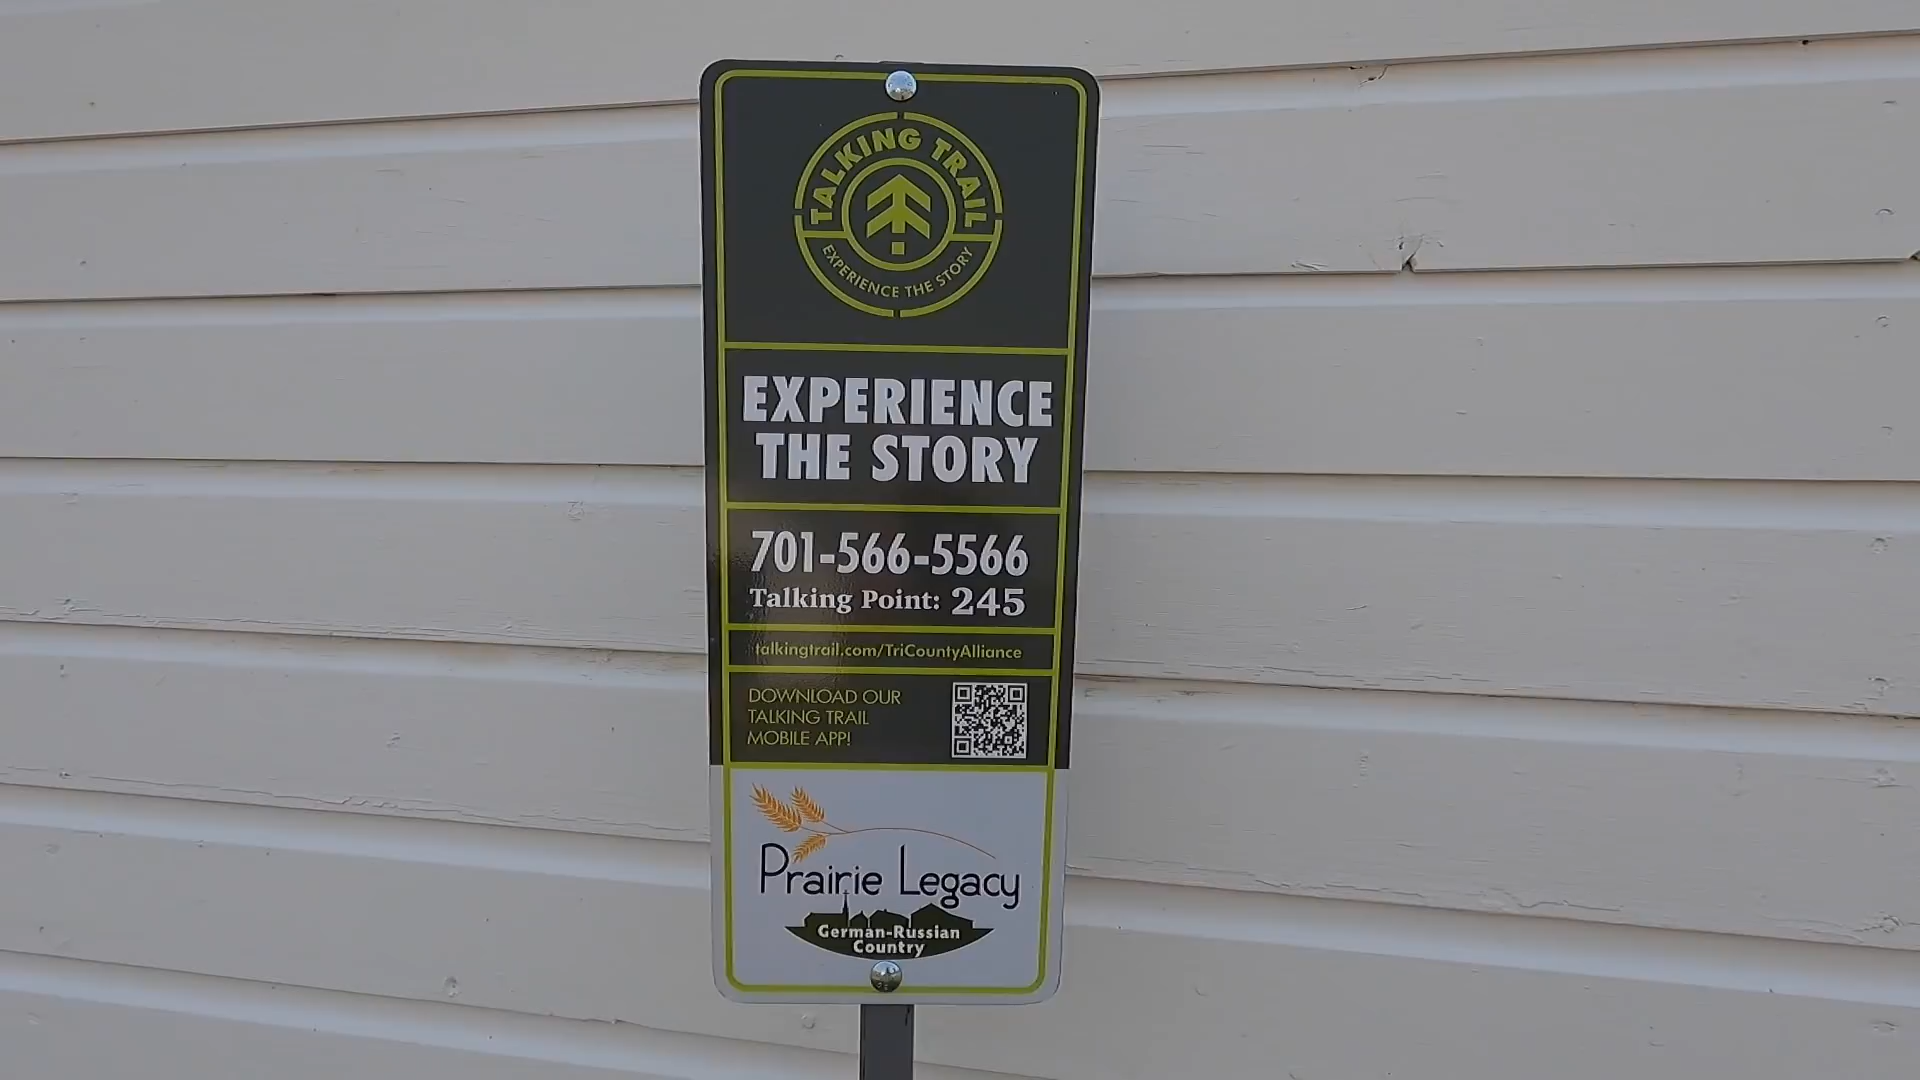 TALKING TRAIL
EXPERIENCE THE STORY
EXPERIENCE
THE STORY
701-566-5566
Talking Point: 245
talkingtrail.com/TriCountyAlliance
DOWNLOAD OUR
TALKING TRAIL
MOBILE APP!
Prairie Legacy
German-Russian
Country